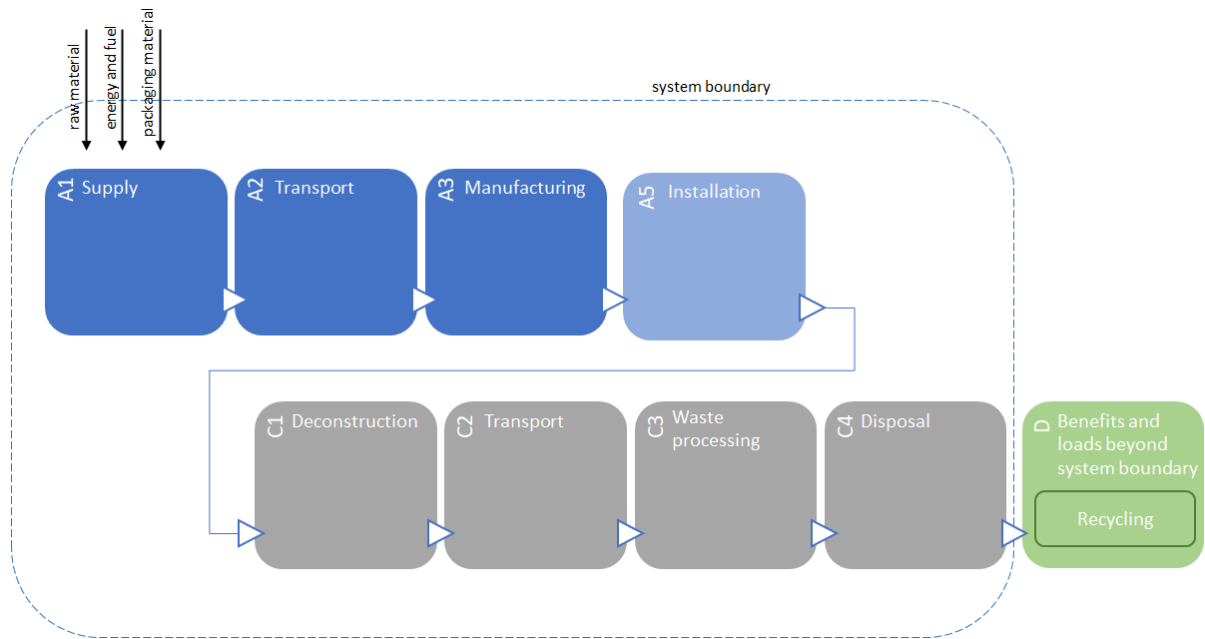 raw material
energy and fuel
packaging material
system boundary
A1 Supply
A2 Transport
A3 Manufacturing
A5 Installation
C1 Deconstruction
C2 Transport
C3 Waste
processing
C4 Disposal
D Benefits and
loads beyond
system boundary
Recycling